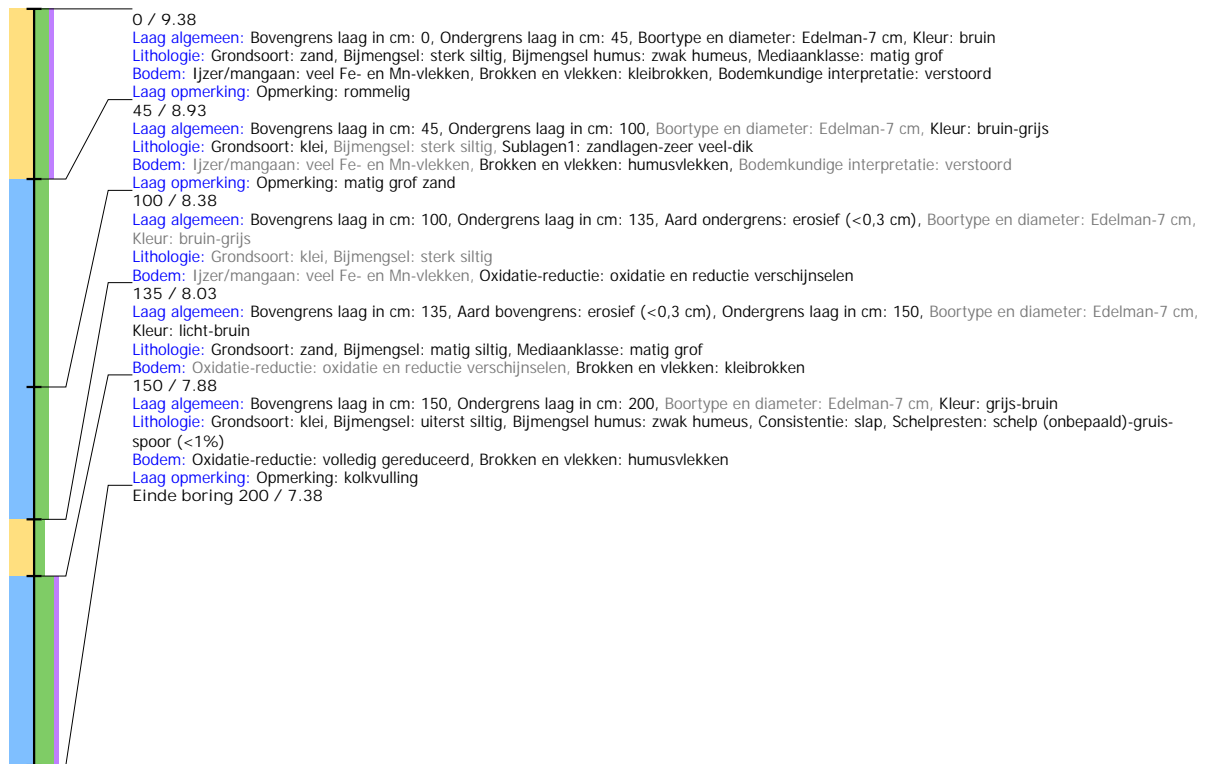 0 / 9.38
Laag algemeen: Bovengrens laag in cm: 0, Ondergrens laag in cm: 45, Boortype en diameter: Edelman-7 cm, Kleur: bruin
Lithologie: Grondsoort: zand, Bijmengsel: sterk siltig, Bijmengsel humus: zwak humeus, Mediaanklasse: matig grof
Bodem: Ijzer/mangaan: veel Fe- en Mn-vlekken, Brokken en vlekken: kleibrokken, Bodemkundige interpretatie: verstoord
Laag opmerking: Opmerking: rommelig
45 / 8.93
Laag algemeen: Bovengrens laag in cm: 45, Ondergrens laag in cm: 100, Boortype en diameter: Edelman-7 cm, Kleur: bruin-grijs
Lithologie: Grondsoort: klei, Bijmengsel: sterk siltig, Sublagen1: zandlagen-zeer veel-dik
Bodem: Ijzer/mangaan: veel Fe- en Mn-vlekken, Brokken en vlekken: humusvlekken, Bodemkundige interpretatie: verstoord
Laag opmerking: Opmerking: matig grof zand
100 / 8.38
Laag algemeen: Bovengrens laag in cm: 100, Ondergrens laag in cm: 135, Aard ondergrens: erosief (<0,3 cm), Boortype en diameter: Edelman-7 cm,
Kleur: bruin-grijs
Lithologie: Grondsoort: klei, Bijmengsel: sterk siltig
Bodem: Ijzer/mangaan: veel Fe- en Mn-vlekken, Oxidatie-reductie: oxidatie en reductie verschijnselen
135 / 8.03
Laag algemeen: Bovengrens laag in cm: 135, Aard bovengrens: erosief (<0,3 cm), Ondergrens laag in cm: 150, Boortype en diameter: Edelman-7 cm,
Kleur: licht-bruin
Lithologie: Grondsoort: zand, Bijmengsel: matig siltig, Mediaanklasse: matig grof
Bodem: Oxidatie-reductie: oxidatie en reductie verschijnselen, Brokken en vlekken: kleibrokken
150 / 7.88
Laag algemeen: Bovengrens laag in cm: 150, Ondergrens laag in cm: 200, Boortype en diameter: Edelman-7 cm, Kleur: grijs-bruin
Lithologie: Grondsoort: klei, Bijmengsel: uiterst siltig, Bijmengsel humus: zwak humeus, Consistentie: slap, Schelpresten: schelp (onbepaald)-gruis-
spoor (<1%)
Bodem: Oxidatie-reductie: volledig gereduceerd, Brokken en vlekken: humusvlekken
Laag opmerking: Opmerking: kolkvulling
Einde boring 200 / 7.38